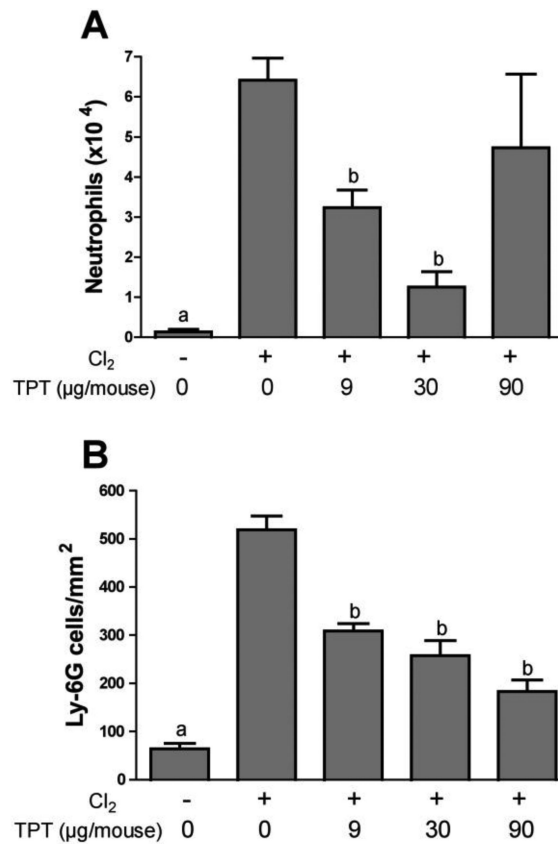 A
Neutrophils (x10 4)
7
6
5
4
3
2
1
0
a
b
b
Cl2 - + + + +
TPT (µg/mouse) 0 0 9 30 90
B
Ly-6G cells/mm2
600
500
400
300
200
100
0
a
b
b
b
Cl2 - + + + +
TPT (µg/mouse) 0 0 9 30 90